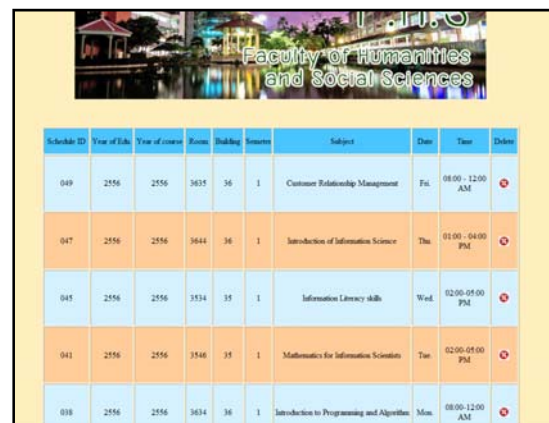 F.H.S
Faculty of Humanities
and Social Sciences
Schedule ID Year of Edu Year of course Room Building Semeter Subject Date Time Delete
049 2556 2556 3635 36 1 Customer Relationship Management Fri. 08:00 - 12:00 AM
047 2556 2556 3644 36 1 Introduction of Information Science Thu. 01:00 - 04:00 PM
045 2556 2556 3534 35 1 Information Literacy skills Wed. 02:00-05:00 PM
041 2556 2556 3546 35 1 Mathematics for Information Scientists Tue. 02:00-05:00 PM
038 2556 2556 3634 36 1 Introduction to Programming and Algorithm Mon. 08:00-12:00 AM